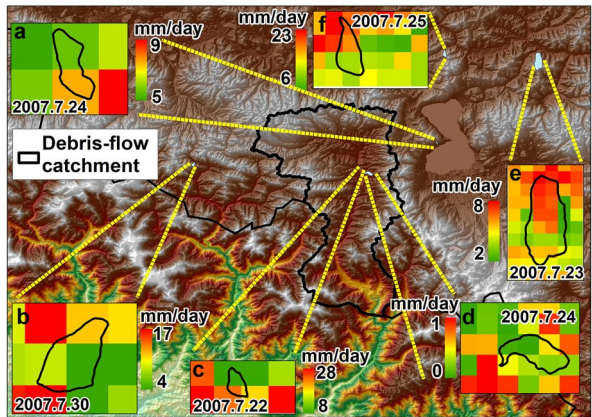 a
mm/day
9
5
2007.7.24
f
mm/day
23
6
2007.7.25
Debris-flow
catchment
mm/day
8
2
e
2007.7.23
b
mm/day
17
4
2007.7.30
c
mm/day
28
8
2007.7.22
mm/day
1
0
d
2007.7.24